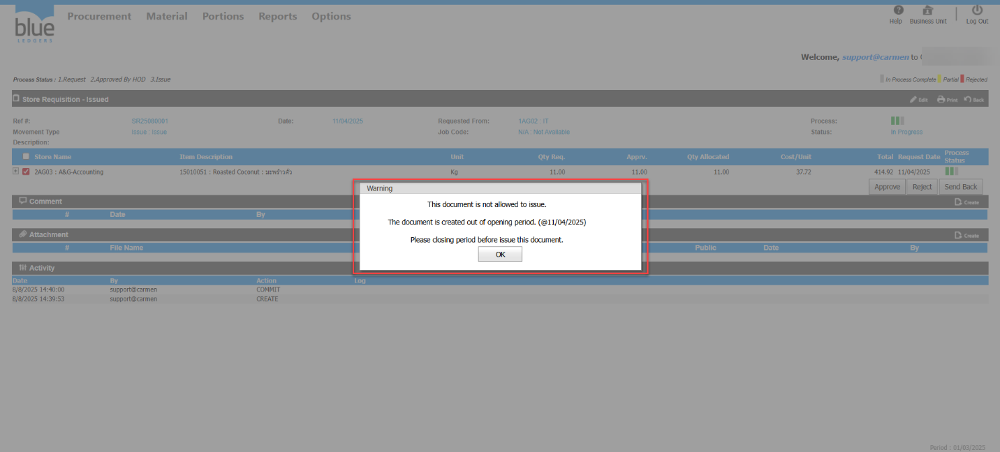 blue
LEDGERS
Procurement Material Portions Reports Options
Help Business Unit Log Out
Welcome, support@carmen to
Process Status : 1.Request 2.Approved By HOD 3.Issue
In Process Complete Partial Rejected
Store Requisition - Issued
Edit Print Back
Ref #: SR25080001 Date: 11/04/2025 Requested From: 1AG02 : IT Process:
Movement Type Issue : Issue Job Code: N/A : Not Available Status: In Progress
Description:
Store Name Item Description Unit Qty Req. Apprv. Qty Allocated Cost/Unit Total Request Date Process Status
2AG03 : A&G-Accounting 15010051 : Roasted Coconut : มะพร้าวคั่ว Kg 11.00 11.00 11.00 37.72 414.92 11/04/2025
Approve Reject Send Back
Warning
This document is not allowed to issue.
The document is created out of opening period. (@11/04/2025)
Please closing period before issue this document.
OK
Comment Create
# Date By
Attachment Create
# File Name Public Date By
Activity
Date By Action Log
8/8/2025 14:40:00 support@carmen COMMIT
8/8/2025 14:39:53 support@carmen CREATE
Period : 01/03/2025